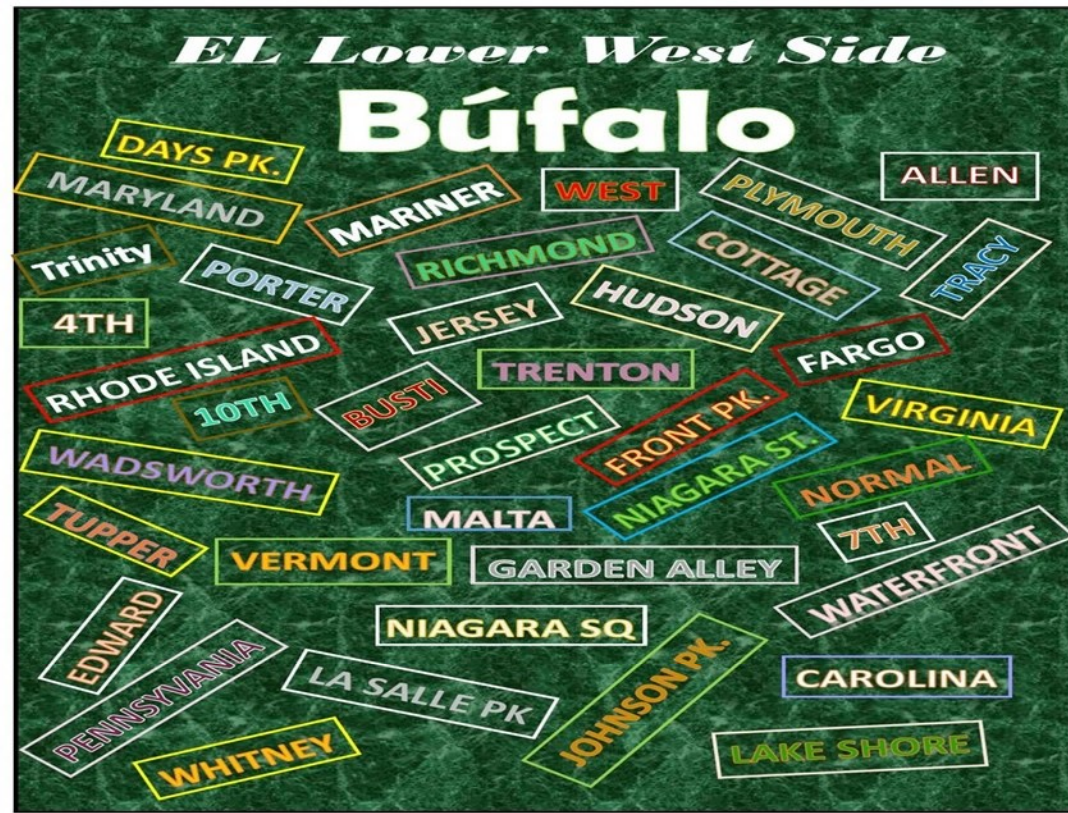 EL Lower West Side
Búfalo
DAYS PK.
MARYLAND
MARINER
WEST
PLYMOUTH
ALLEN
Trinity
PORTER
RICHMOND
COTTAGE
TRACY
4TH
JERSEY
HUDSON
RHODE ISLAND
10TH
BUSTI
TRENTON
FARGO
PROSPECT
FRONT PK.
VIRGINIA
WADSWORTH
MALTA
NIAGARA ST.
NORMAL
TUPPER
VERMONT
GARDEN ALLEY
7TH
WATERFRONT
EDWARD
NIAGARA SQ
PENNSYVANIA
LA SALLE PK
JOHNSON PK.
CAROLINA
WHITNEY
LAKE SHORE